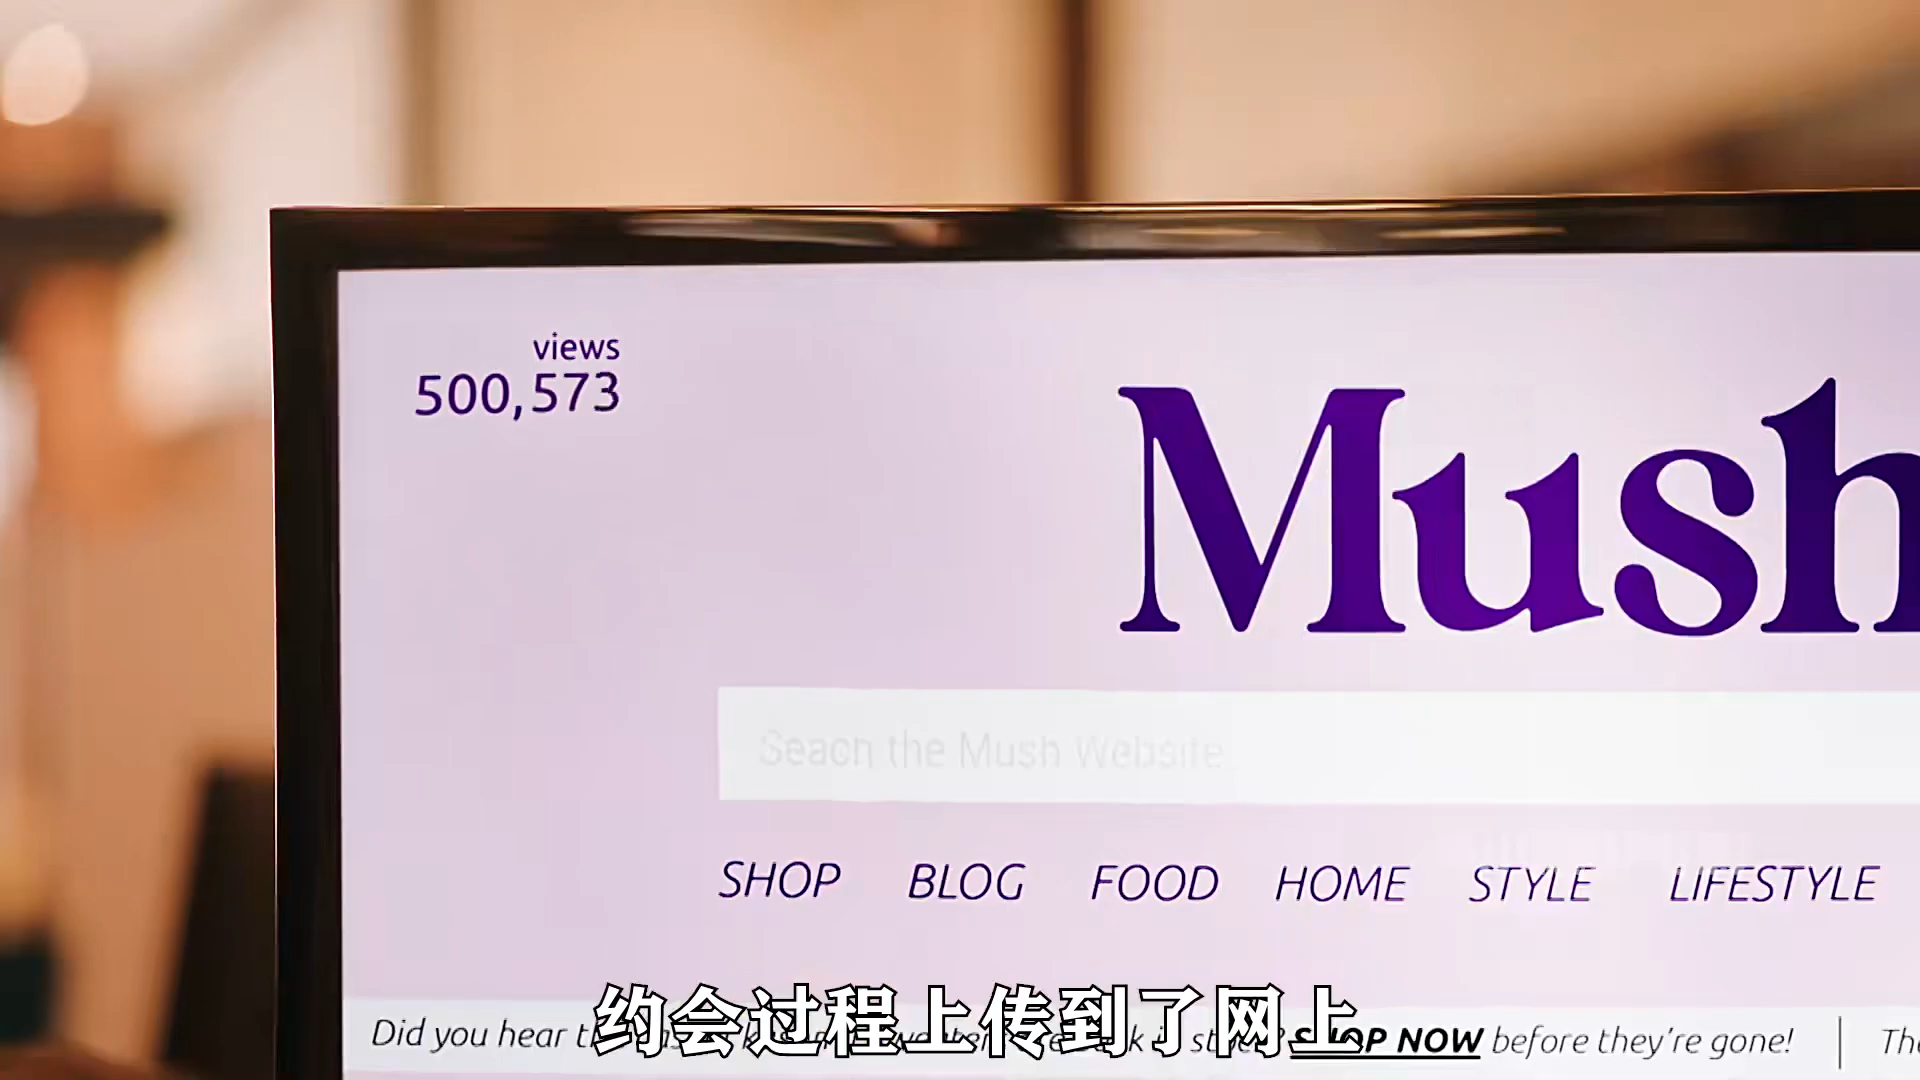 views
500,573
Mush
Seach the Mush Website
SHOP BLOG FOOD HOME STYLE LIFESTYLE
Did you hear SHOP NOW before they're gone!
约会过程上传到了网上